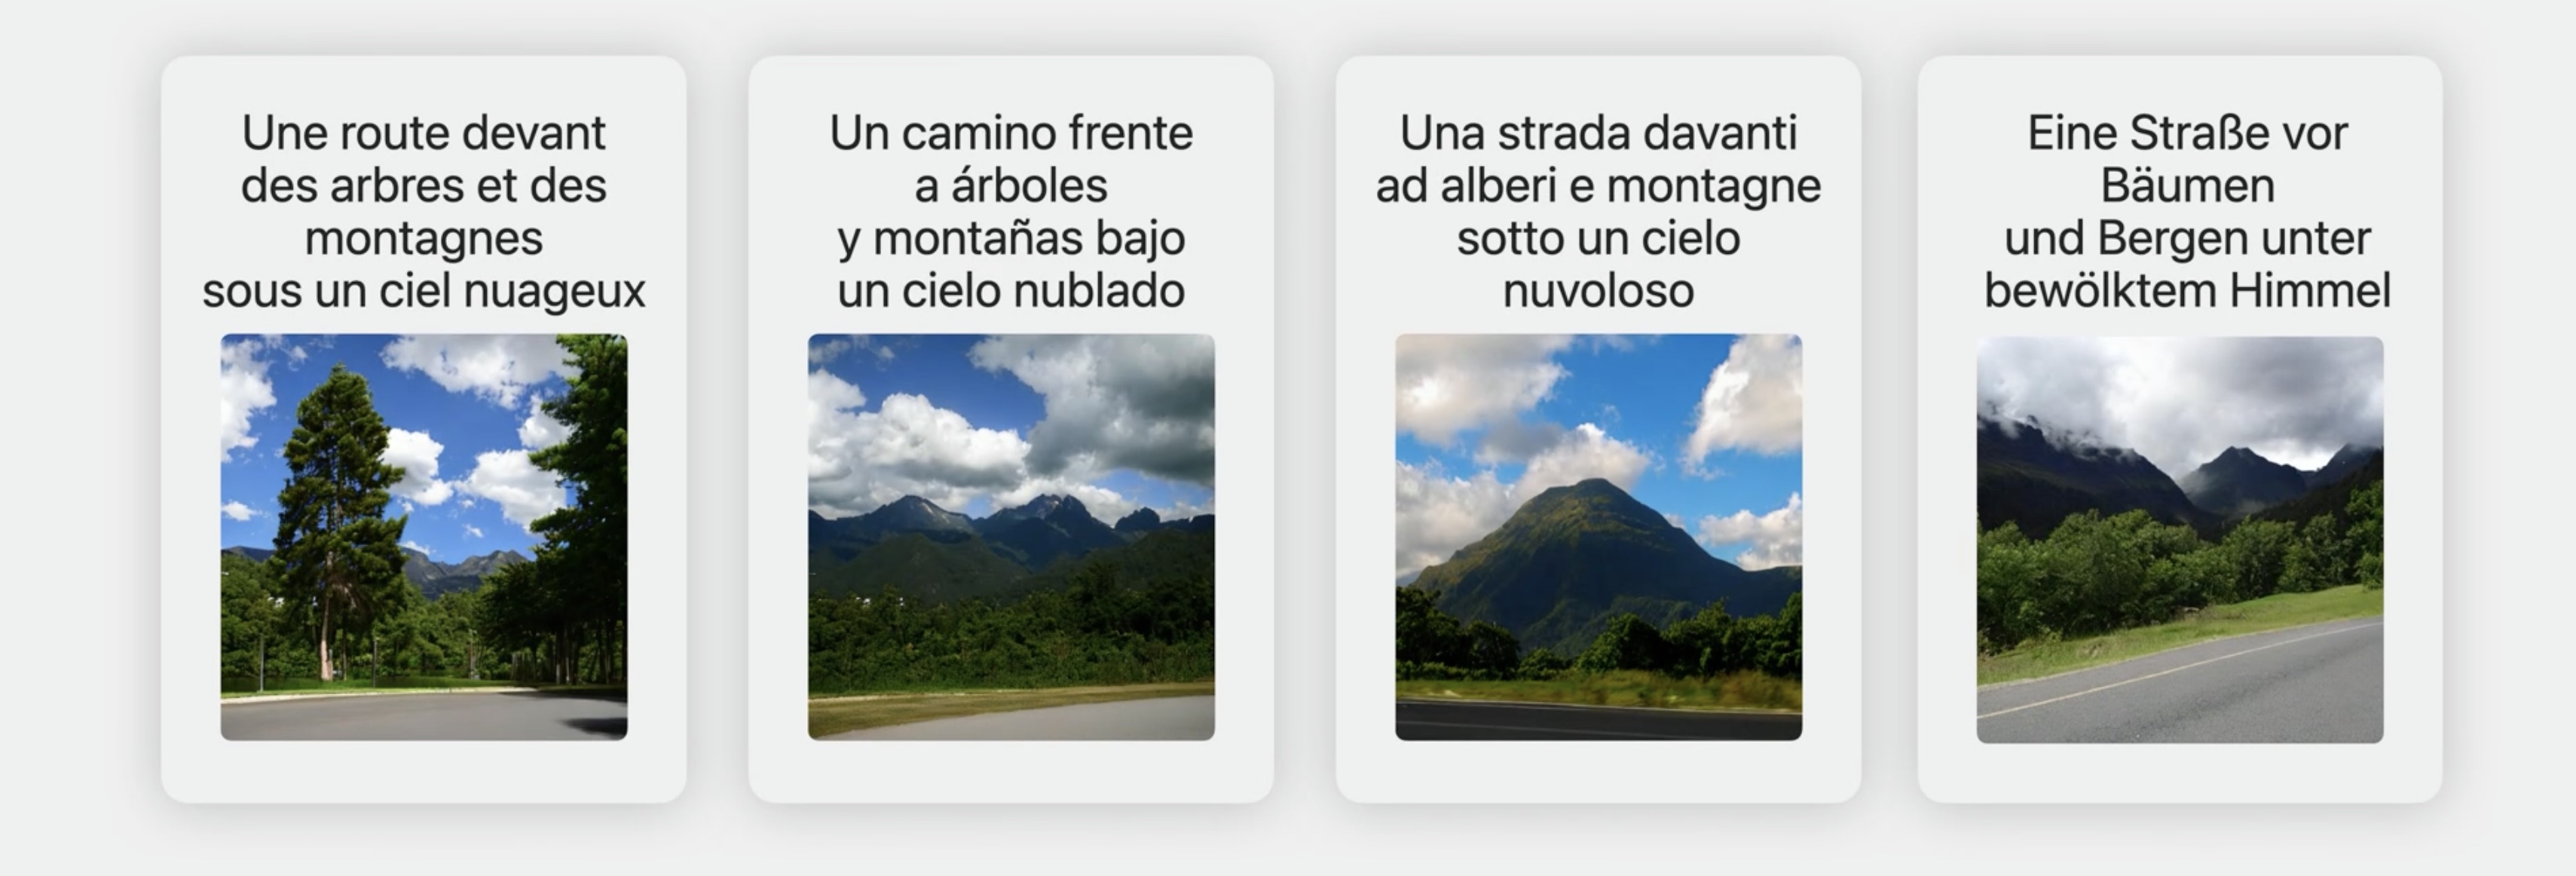 Une route devant
des arbres et des
montagnes
sous un ciel nuageux
Un camino frente
a árboles
y montañas bajo
un cielo nublado
Una strada davanti
ad alberi e montagne
sotto un cielo
nuvoloso
Eine Straße vor
Bäumen
und Bergen unter
bewölktem Himmel